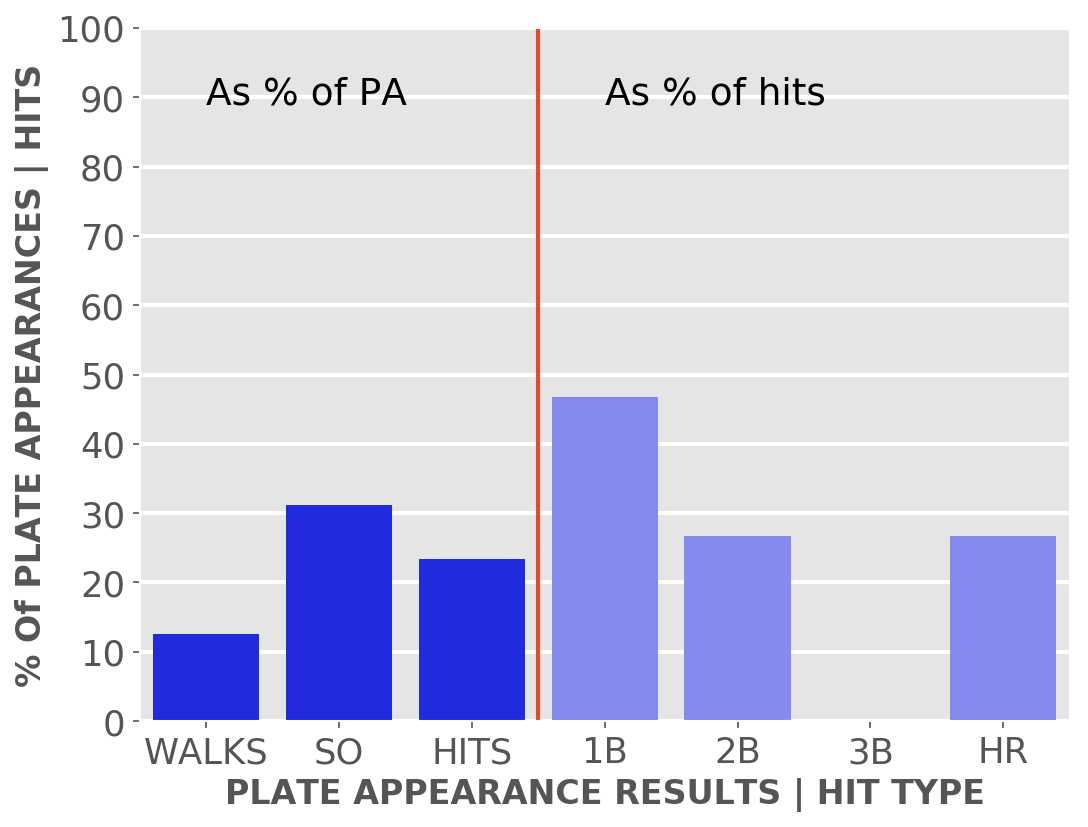 % Of PLATE APPEARANCES | HITS
100
90
80
70
60
50
40
30
20
10
0
As % of PA
As % of hits
WALKS SO HITS 1B 2B 3B HR
PLATE APPEARANCE RESULTS | HIT TYPE